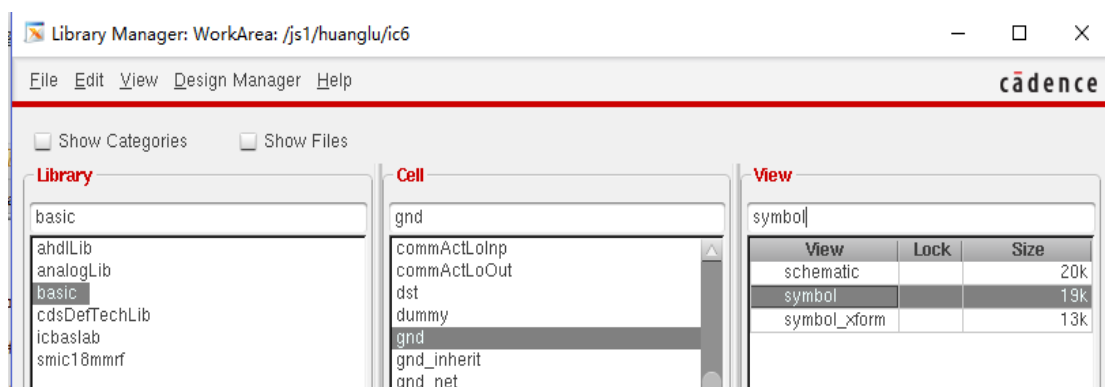 Library Manager: WorkArea: /js1/huanglu/ic6
File Edit View Design Manager Help
cādence
Show Categories Show Files
Library
basic
ahdlLib
analogLib
basic
cdsDefTechLib
icbaslab
smic18mmrf
Cell
gnd
commActLoInp
commActLoOut
dst
dummy
gnd
gnd_inherit
gnd_net
View
symbol
View Lock Size
schematic 20k
symbol 19k
symbol_xform 13k